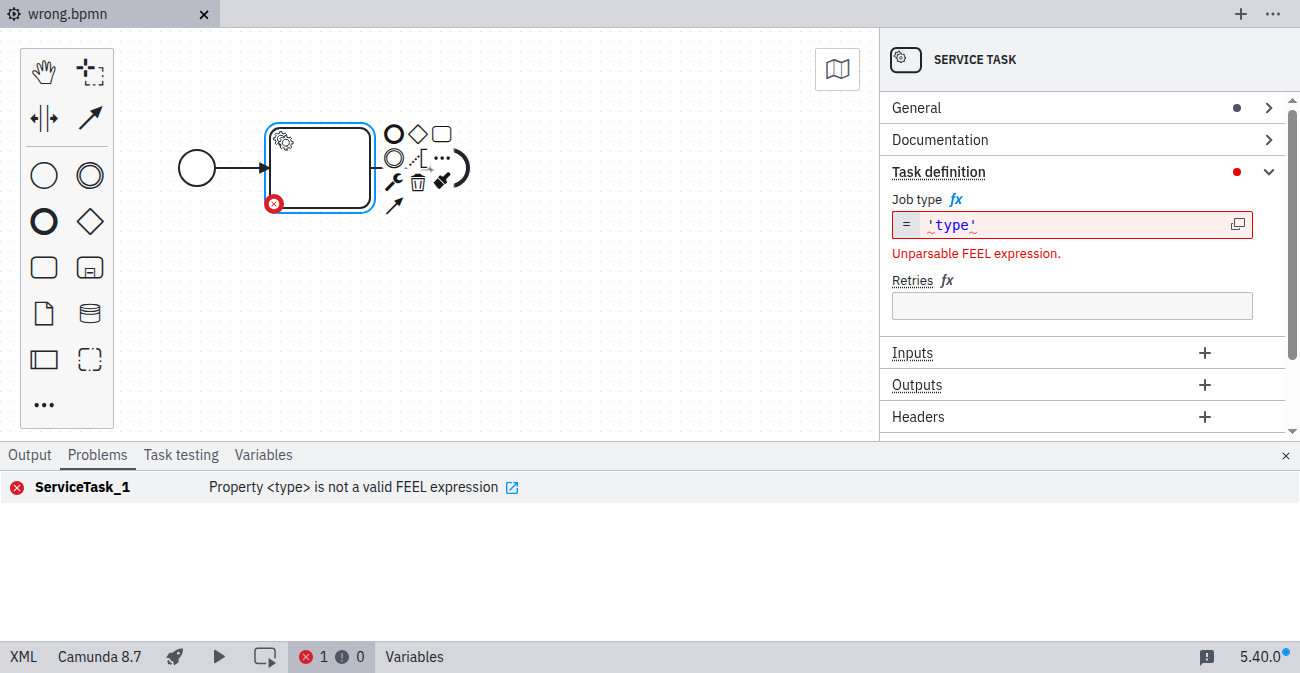 wrong.bpmn
SERVICE TASK
General
Documentation
Task definition
Job type fx
= 'type'
Unparsable FEEL expression.
Retries fx
Inputs
Outputs
Headers
Output Problems Task testing Variables
ServiceTask_1 Property <type> is not a valid FEEL expression
XML Camunda 8.7 1 0 Variables 5.40.0